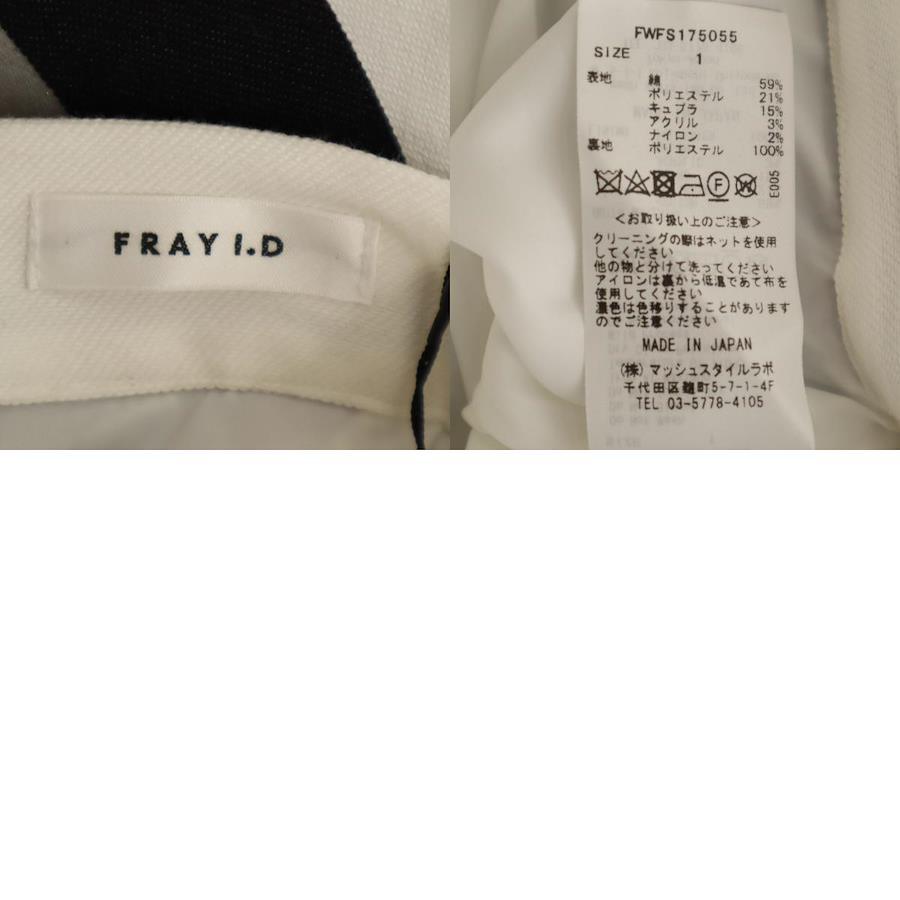 FRAY I.D
FWFS175055
SIZE 1
表地 綿 59%
ポリエステル 21%
キュプラ 15%
アクリル 3%
ナイロン 2%
裏地 ポリエステル 100%
F W
E005
<お取り扱い上のご注意>
クリーニングの際はネットを使用
してください
他の物と分けて洗ってください
アイロンは裏から低温であて布を
使用してください
濃色は色移りすることがあります
のでご注意ください
MADE IN JAPAN
(株)マッシュスタイルラボ
千代田区麹町5-7-1-4F
TEL 03-5778-4105